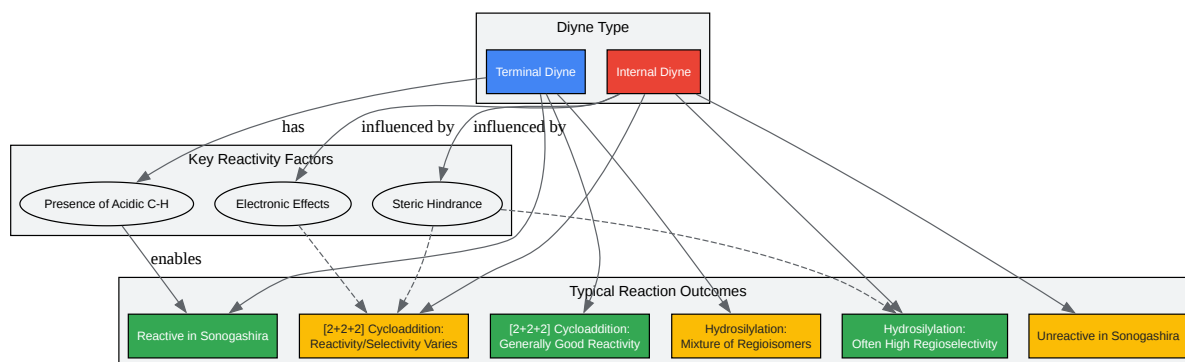 Diyne Type
Terminal Diyne
Internal Diyne
has
influenced by
influenced by
Key Reactivity Factors
Presence of Acidic C-H
Electronic Effects
Steric Hindrance
enables
Typical Reaction Outcomes
Reactive in Sonogashira
[2+2+2] Cycloaddition:
Reactivity/Selectivity Varies
[2+2+2] Cycloaddition:
Generally Good Reactivity
Hydrosilylation:
Mixture of Regioisomers
Hydrosilylation:
Often High Regioselectivity
Unreactive in Sonogashira